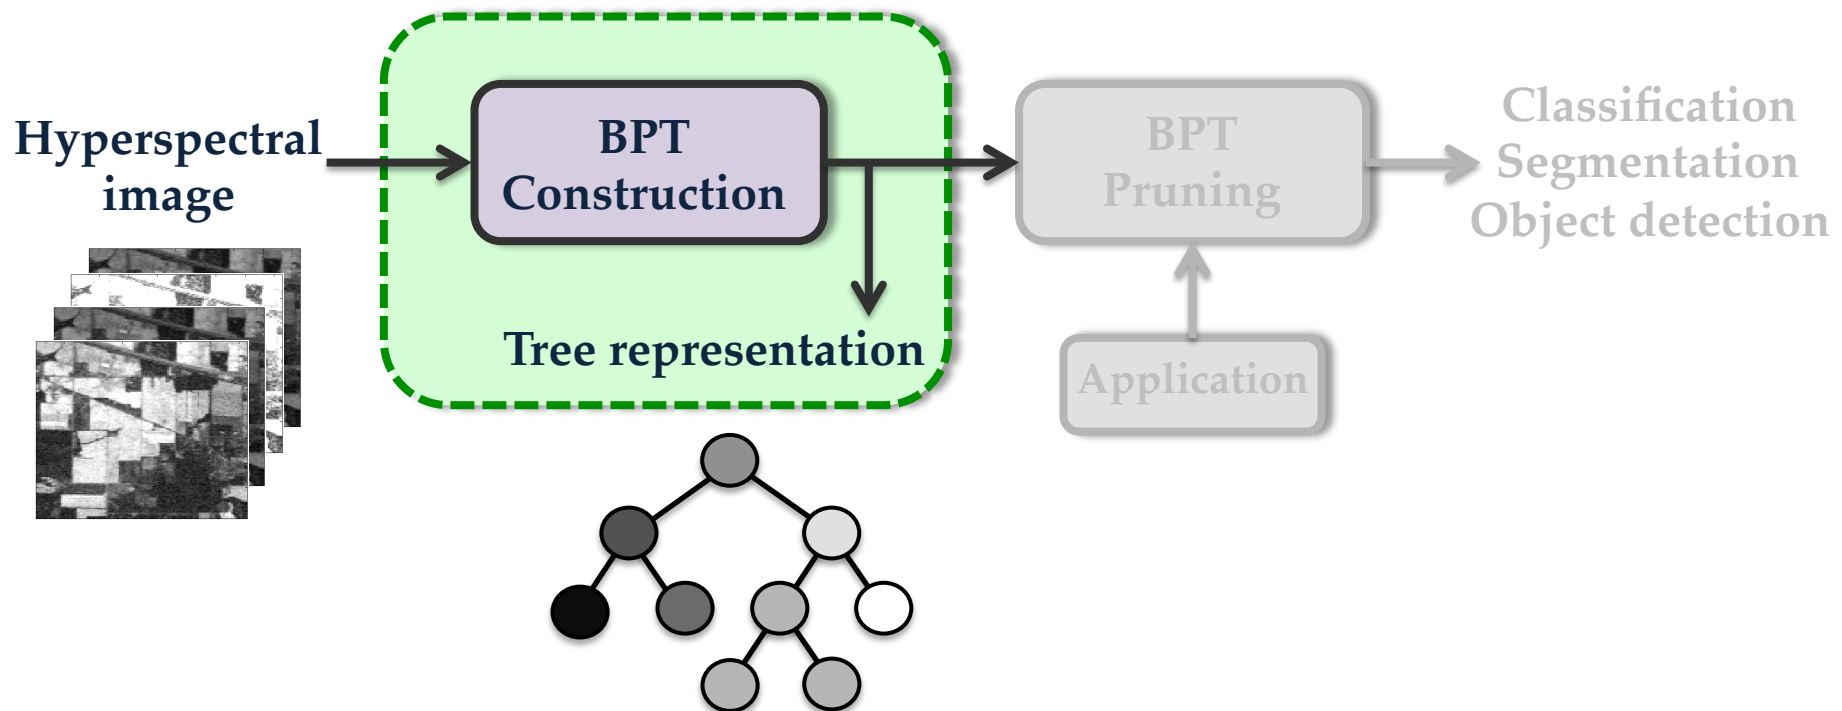 Hyperspectral
image
BPT
Construction
Tree representation
BPT
Pruning
Application
Classification
Segmentation
Object detection